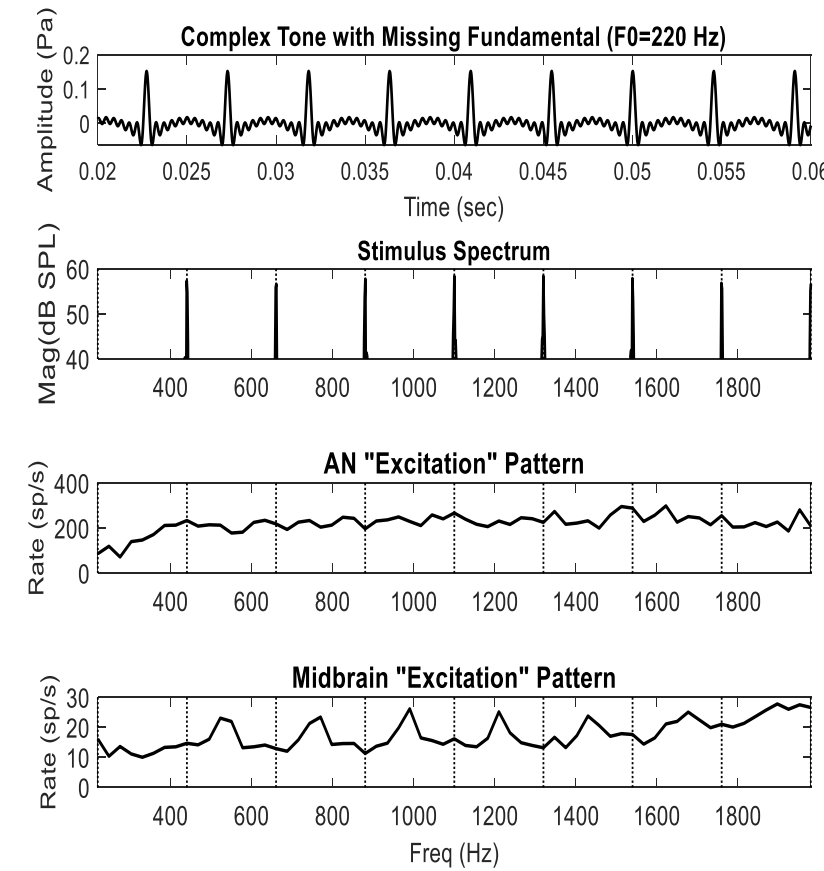 Complex Tone with Missing Fundamental (F0=220 Hz)
Amplitude (Pa)
0.2
0.1
0
0.02 0.025 0.03 0.035 0.04 0.045 0.05 0.055 0.06
Time (sec)
Stimulus Spectrum
Mag(dB SPL)
60
50
40
400 600 800 1000 1200 1400 1600 1800
AN "Excitation" Pattern
Rate (sp/s)
400
200
0
400 600 800 1000 1200 1400 1600 1800
Midbrain "Excitation" Pattern
Rate (sp/s)
30
20
10
0
400 600 800 1000 1200 1400 1600 1800
Freq (Hz)